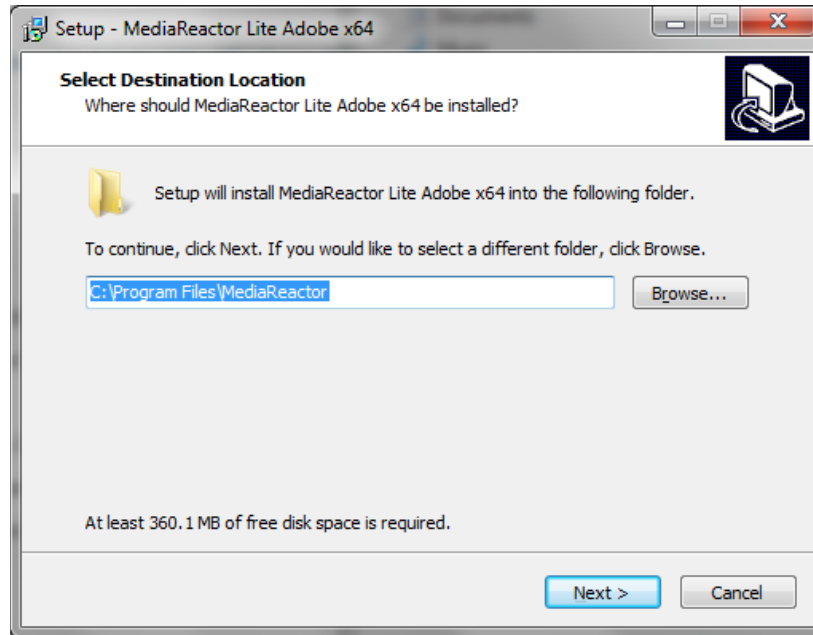 Setup - MediaReactor Lite Adobe x64
Select Destination Location
Where should MediaReactor Lite Adobe x64 be installed?
Setup will install MediaReactor Lite Adobe x64 into the following folder.
To continue, click Next. If you would like to select a different folder, click Browse.
C:\Program Files\MediaReactor
Browse...
At least 360.1 MB of free disk space is required.
Next >
Cancel